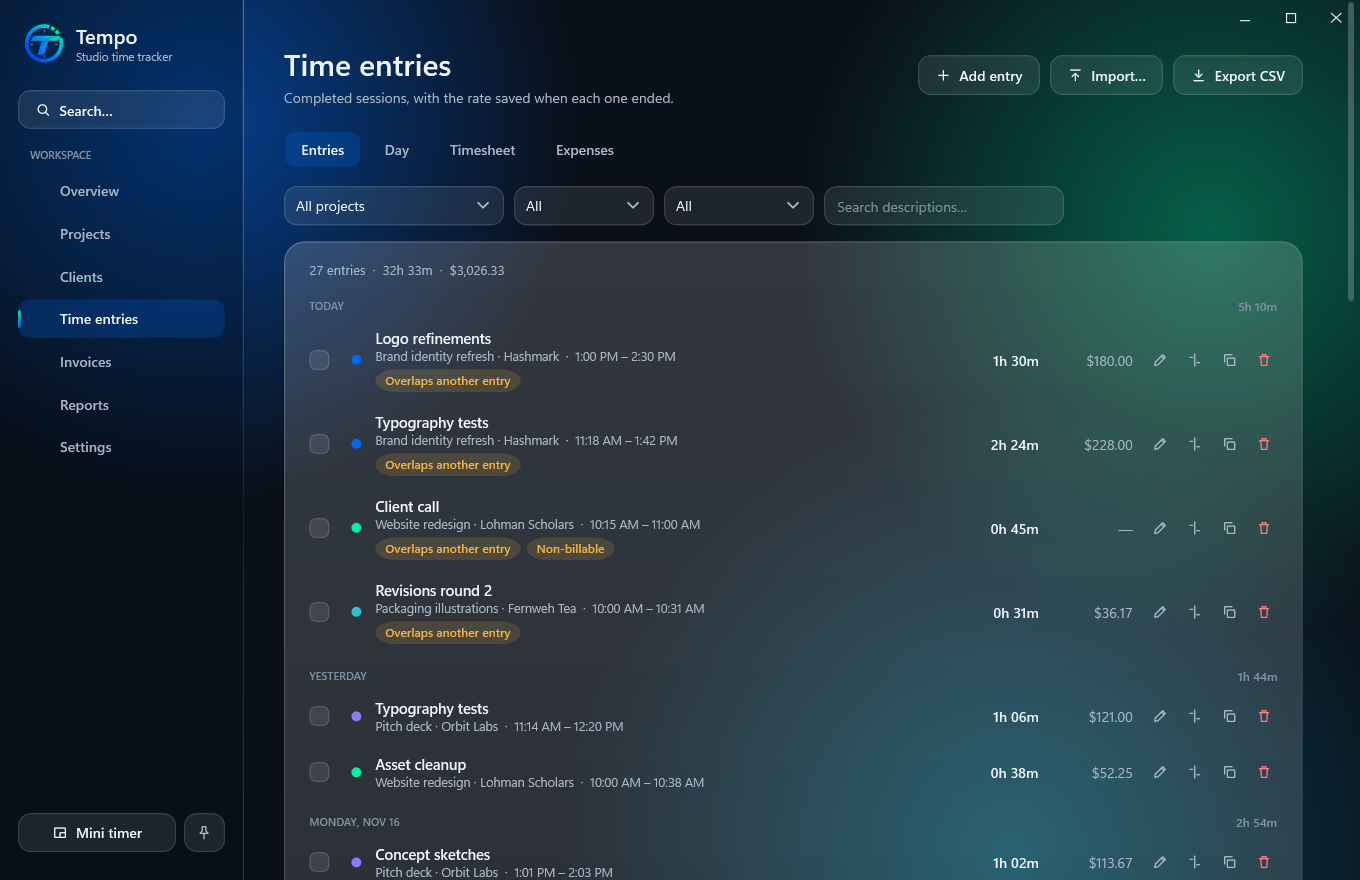 Tempo
Studio time tracker
Search...
WORKSPACE
Overview
Projects
Clients
Time entries
Invoices
Reports
Settings
Mini timer
Time entries
Completed sessions, with the rate saved when each one ended.
Add entry
Import...
Export CSV
Entries
Day
Timesheet
Expenses
All projects
All
All
Search descriptions...
27 entries · 32h 33m · $3,026.33
TODAY
5h 10m
Logo refinements
Brand identity refresh · Hashmark · 1:00 PM – 2:30 PM
Overlaps another entry
1h 30m
$180.00
Typography tests
Brand identity refresh · Hashmark · 11:18 AM – 1:42 PM
Overlaps another entry
2h 24m
$228.00
Client call
Website redesign · Lohman Scholars · 10:15 AM – 11:00 AM
Overlaps another entry
Non-billable
0h 45m
—
Revisions round 2
Packaging illustrations · Fernweh Tea · 10:00 AM – 10:31 AM
Overlaps another entry
0h 31m
$36.17
YESTERDAY
1h 44m
Typography tests
Pitch deck · Orbit Labs · 11:14 AM – 12:20 PM
1h 06m
$121.00
Asset cleanup
Website redesign · Lohman Scholars · 10:00 AM – 10:38 AM
0h 38m
$52.25
MONDAY, NOV 16
2h 54m
Concept sketches
Pitch deck · Orbit Labs · 1:01 PM – 2:03 PM
1h 02m
$113.67